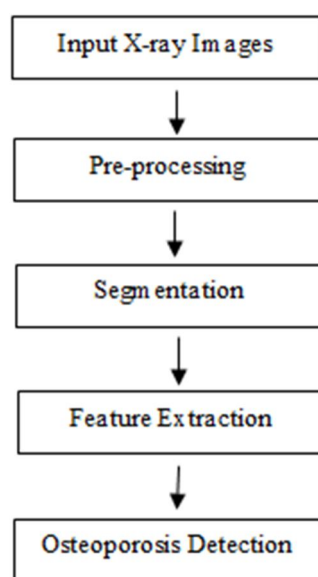 Input X-ray Images
Pre-processing
Segmentation
Feature Extraction
Osteoporosis Detection